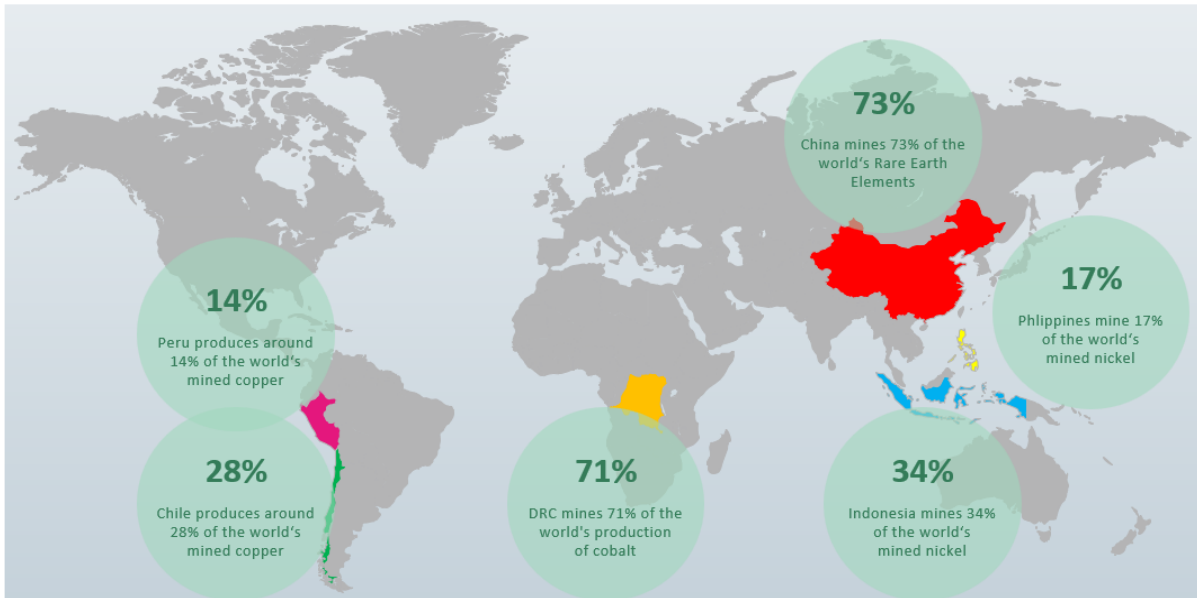 73%
China mines 73% of the
world‘s Rare Earth
Elements
14%
Peru produces around
14% of the world‘s
mined copper
17%
Phlippines mine 17%
of the world‘s
mined nickel
28%
Chile produces around
28% of the world‘s
mined copper
71%
DRC mines 71% of the
world's production
of cobalt
34%
Indonesia mines 34%
of the world‘s
mined nickel